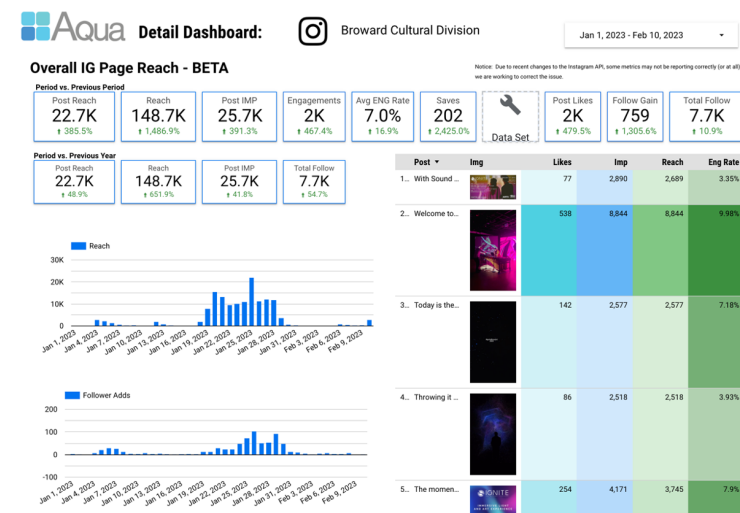 Aqua Detail Dashboard:
Broward Cultural Division
Jan 1, 2023 - Feb 10, 2023
Overall IG Page Reach - BETA
Notice: Due to recent changes to the Instagram API, some metrics may not be reporting correctly (or at all)
we are working to correct the issue.
Period vs. Previous Period
Post Reach
22.7K
385.5%
Reach
148.7K
1,486.9%
Post IMP
25.7K
391.3%
Engagements
2K
467.4%
Avg ENG Rate
7.0%
16.9%
Saves
202
2,425.0%
Data Set
Post Likes
2K
479.5%
Follow Gain
759
1,305.6%
Total Follow
7.7K
10.9%
Period vs. Previous Year
Post Reach
22.7K
48.9%
Reach
148.7K
651.9%
Post IMP
25.7K
41.8%
Total Follow
7.7K
54.7%
Post Img Likes Imp Reach Eng Rate
1... With Sound ... 77 2,890 2,689 3.35%
2... Welcome to... 538 8,844 8,844 9.98%
3... Today is the... 142 2,577 2,577 7.18%
4... Throwing it ... 86 2,518 2,518 3.93%
5... The momen... 254 4,171 3,745 7.9%
IGNITE
Reach
30K
20K
10K
0
Jan 1, 2023
Jan 4, 2023
Jan 7, 2023
Jan 10, 2023
Jan 13, 2023
Jan 16, 2023
Jan 19, 2023
Jan 22, 2023
Jan 25, 2023
Jan 28, 2023
Jan 31, 2023
Feb 3, 2023
Feb 6, 2023
Feb 9, 2023
Follower Adds
200
100
0
-100
Jan 1, 2023
Jan 4, 2023
Jan 7, 2023
Jan 10, 2023
Jan 13, 2023
Jan 16, 2023
Jan 19, 2023
Jan 22, 2023
Jan 25, 2023
Jan 28, 2023
Jan 31, 2023
Feb 3, 2023
Feb 6, 2023
Feb 9, 2023